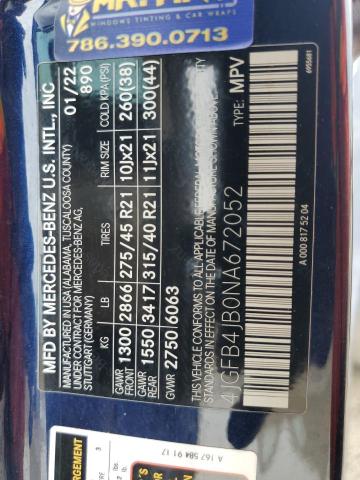 WINDOWS TINTING & AUTO DETAILS
786.390.0713
MFD BY MERCEDES-BENZ U.S. INTL., INC
MANUFACTURED IN USA (ALABAMA, TUSCALOOSA COUNTY)
UNDER CONTRACT FOR MERCEDES-BENZ AG,
STUTTGART (GERMANY)
01/22
890
KG LB TIRES RIM SIZE COLD KPA (PSI)
GAWR FRONT 1300 2866 275/45 R21 10Jx21 260(38)
GAWR REAR 1550 3417 315/40 R21 11Jx21 300(44)
GVWR 2750 6063
THIS VEHICLE CONFORMS TO ALL APPLICABLE FEDERAL
STANDARDS IN EFFECT ON THE DATE OF MANUFACTURE
4JGFB4JB0NA672052 TYPE: MPV
A 000 817 52 04
A 167 584 91 17